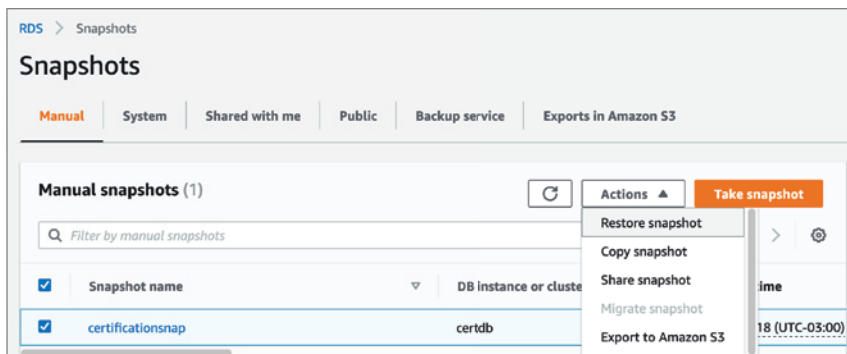 RDS > Snapshots
Snapshots
Manual System Shared with me Public Backup service Exports in Amazon S3
Manual snapshots (1) Actions Take snapshot
Restore snapshot
Filter by manual snapshots
Copy snapshot
Share snapshot
Snapshot name DB instance or cluste ime
Migrate snapshot
certificationsnap certdb 18 (UTC-03:00)
Export to Amazon S3